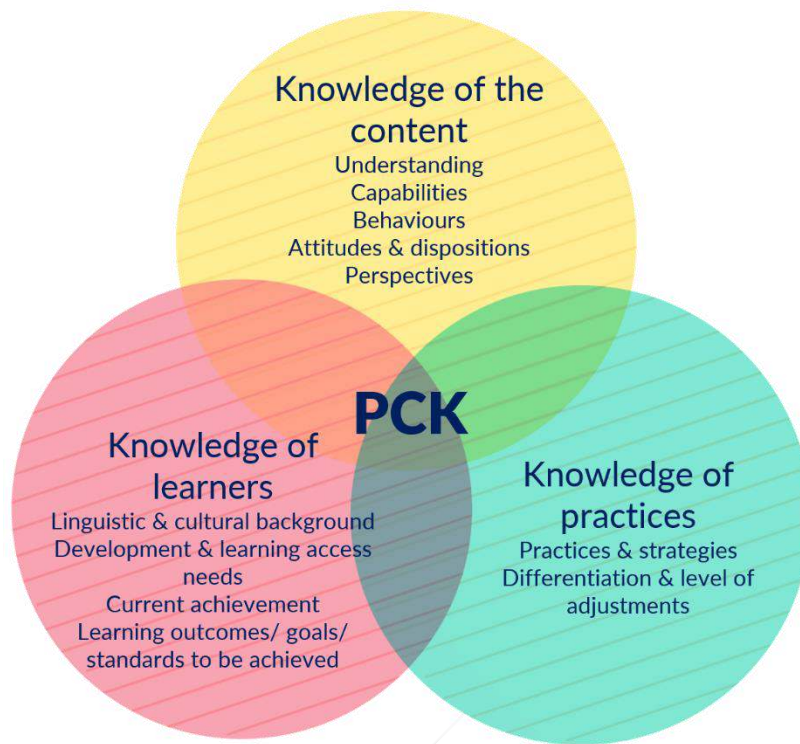 Knowledge of the
content
Understanding
Capabilities
Behaviours
Attitudes & dispositions
Perspectives
PCK
Knowledge of
learners
Linguistic & cultural background
Development & learning access
needs
Current achievement
Learning outcomes/ goals/
standards to be achieved
Knowledge of
practices
Practices & strategies
Differentiation & level of
adjustments